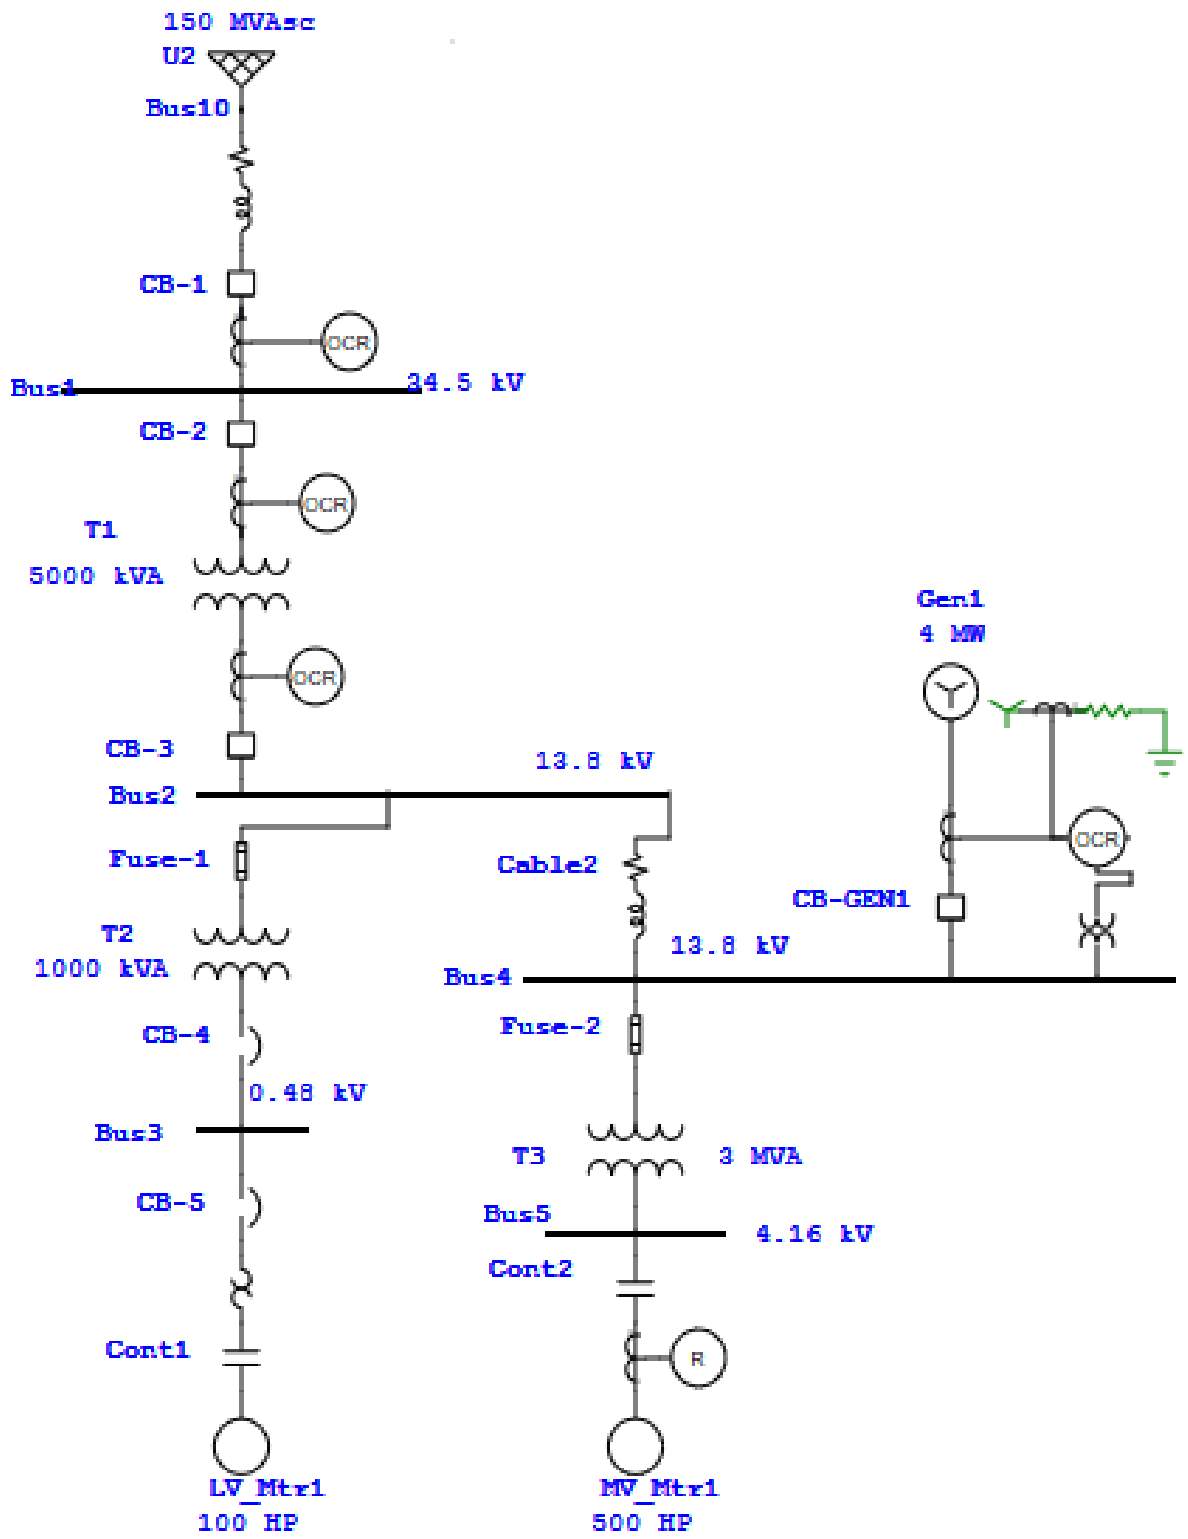 150 MVAsc
U2
Bus10
CB-1
OCR
Bus1
34.5 kV
CB-2
OCR
T1
5000 kVA
OCR
CB-3
13.8 kV
Bus2
Gen1
4 MW
Fuse-1
Cable2
OCR
CB-GEN1
T2
1000 kVA
13.8 kV
Bus4
CB-4
Fuse-2
0.48 kV
Bus3
T3
3 MVA
CB-5
Bus5
4.16 kV
Cont2
Cont1
R
LV_Mtr1
100 HP
MV_Mtr1
500 HP